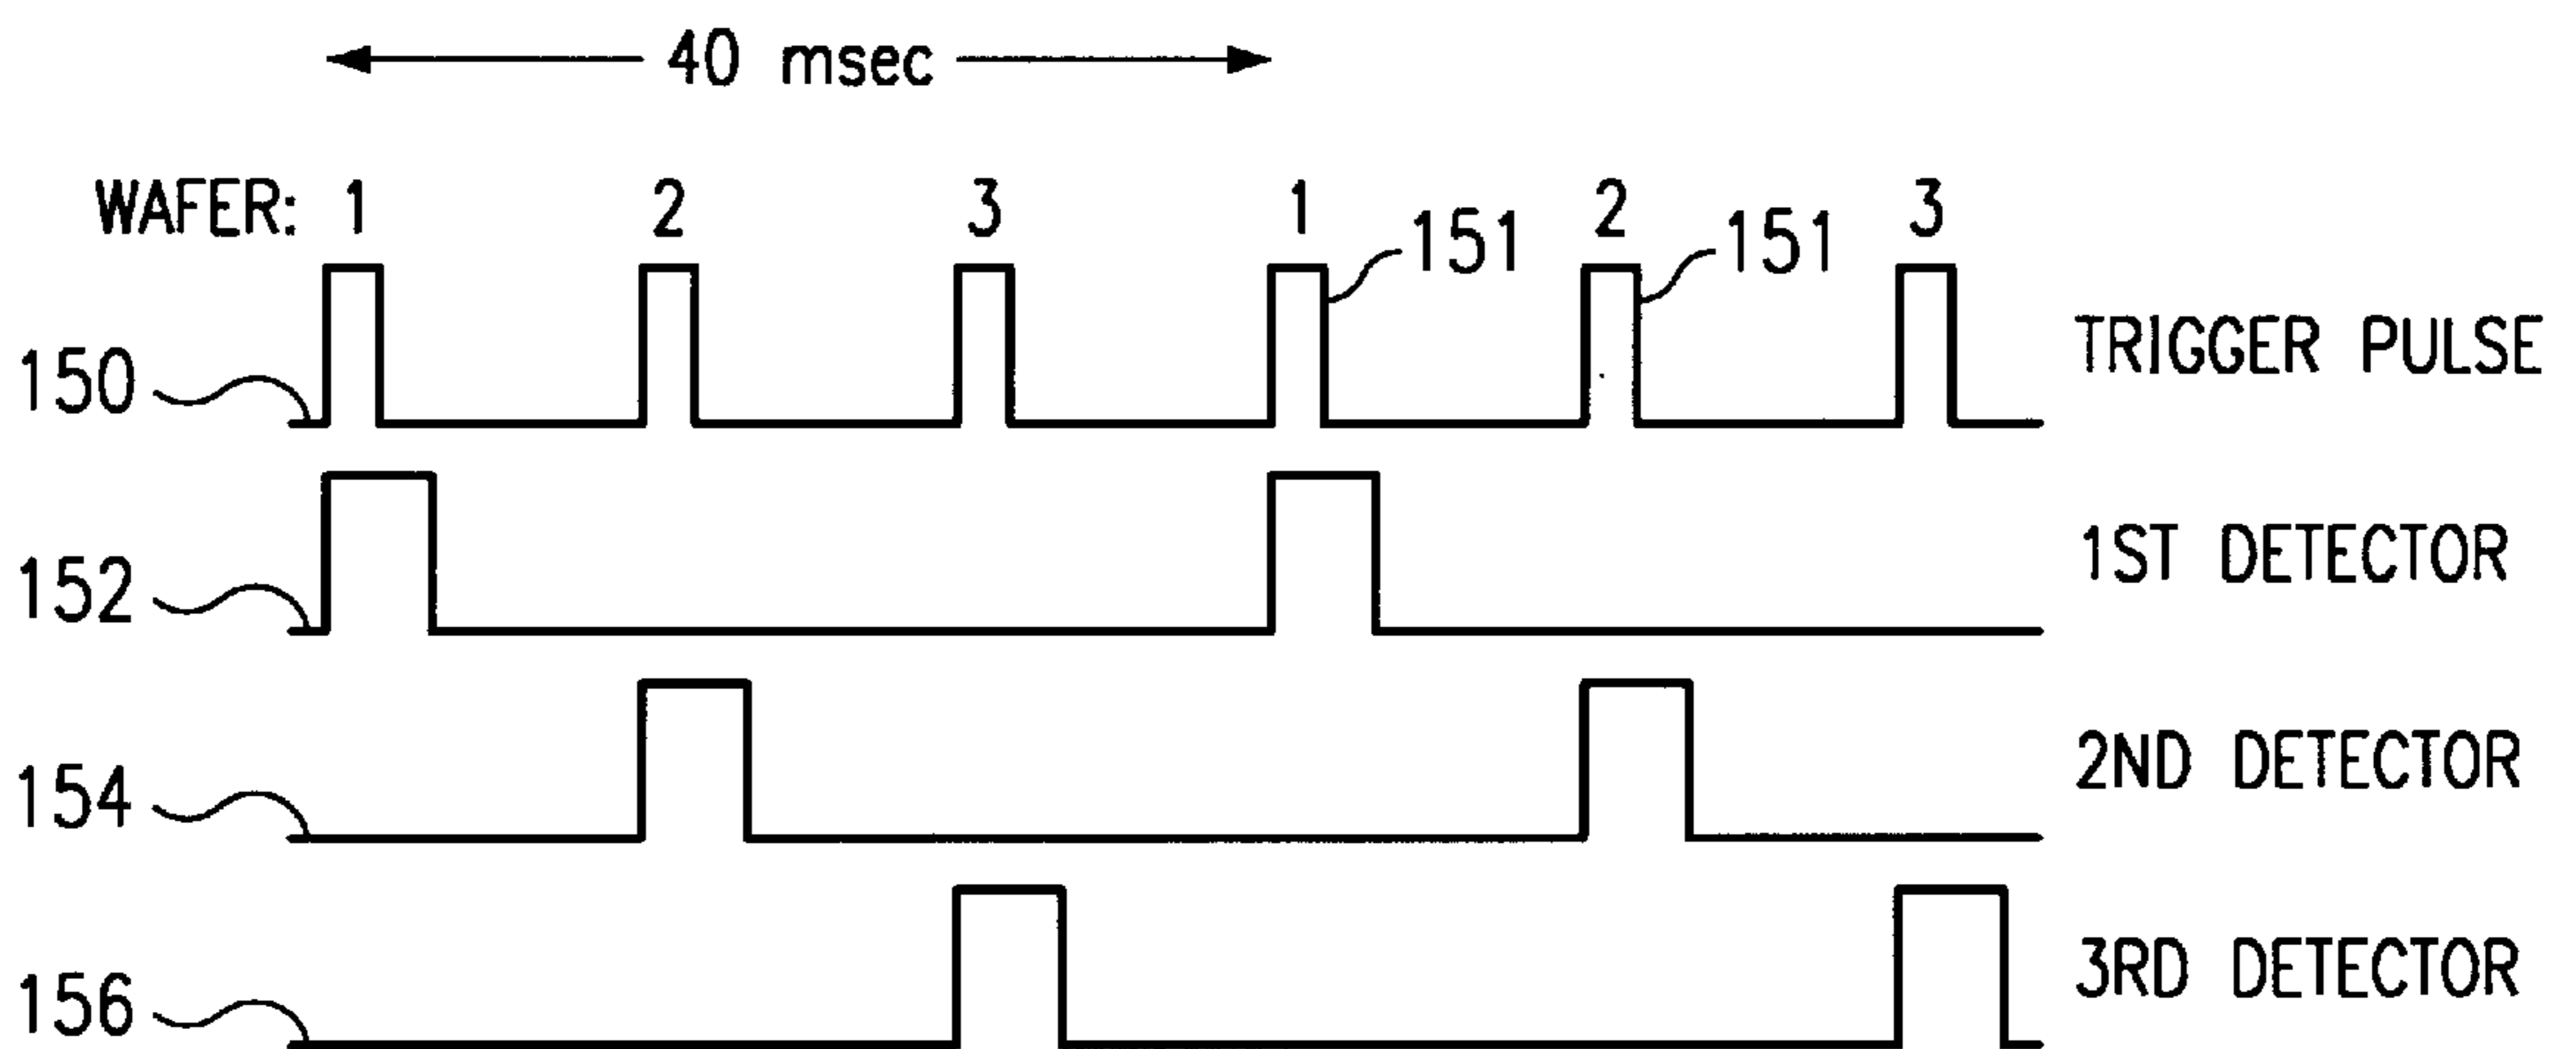 40 msec
WAFER: 1 2 3 1 2 3
151 151
150 TRIGGER PULSE
152 1ST DETECTOR
154 2ND DETECTOR
156 3RD DETECTOR